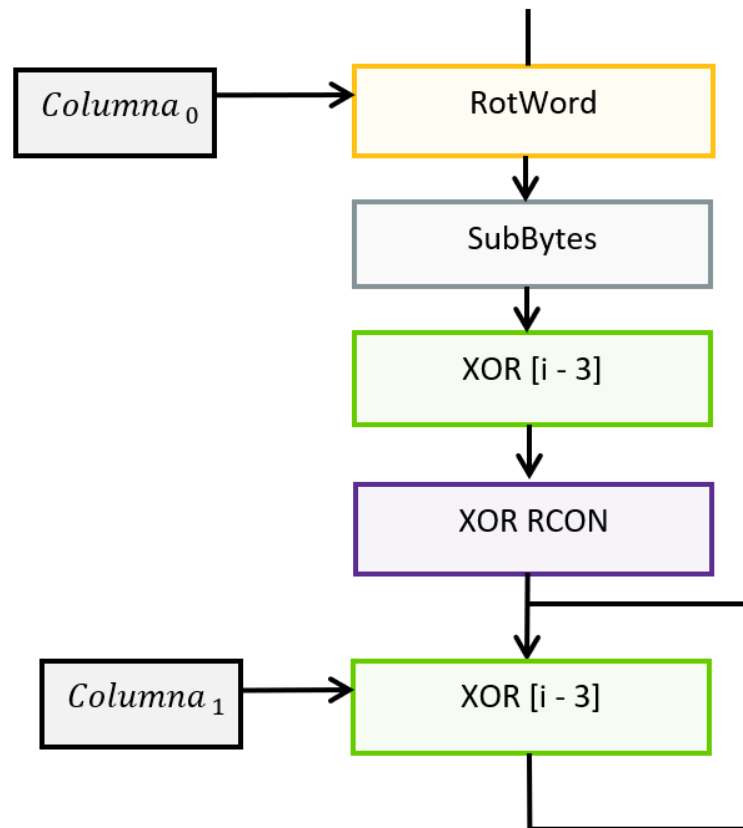 Columna 0
RotWord
SubBytes
XOR [i - 3]
XOR RCON
Columna 1
XOR [i - 3]